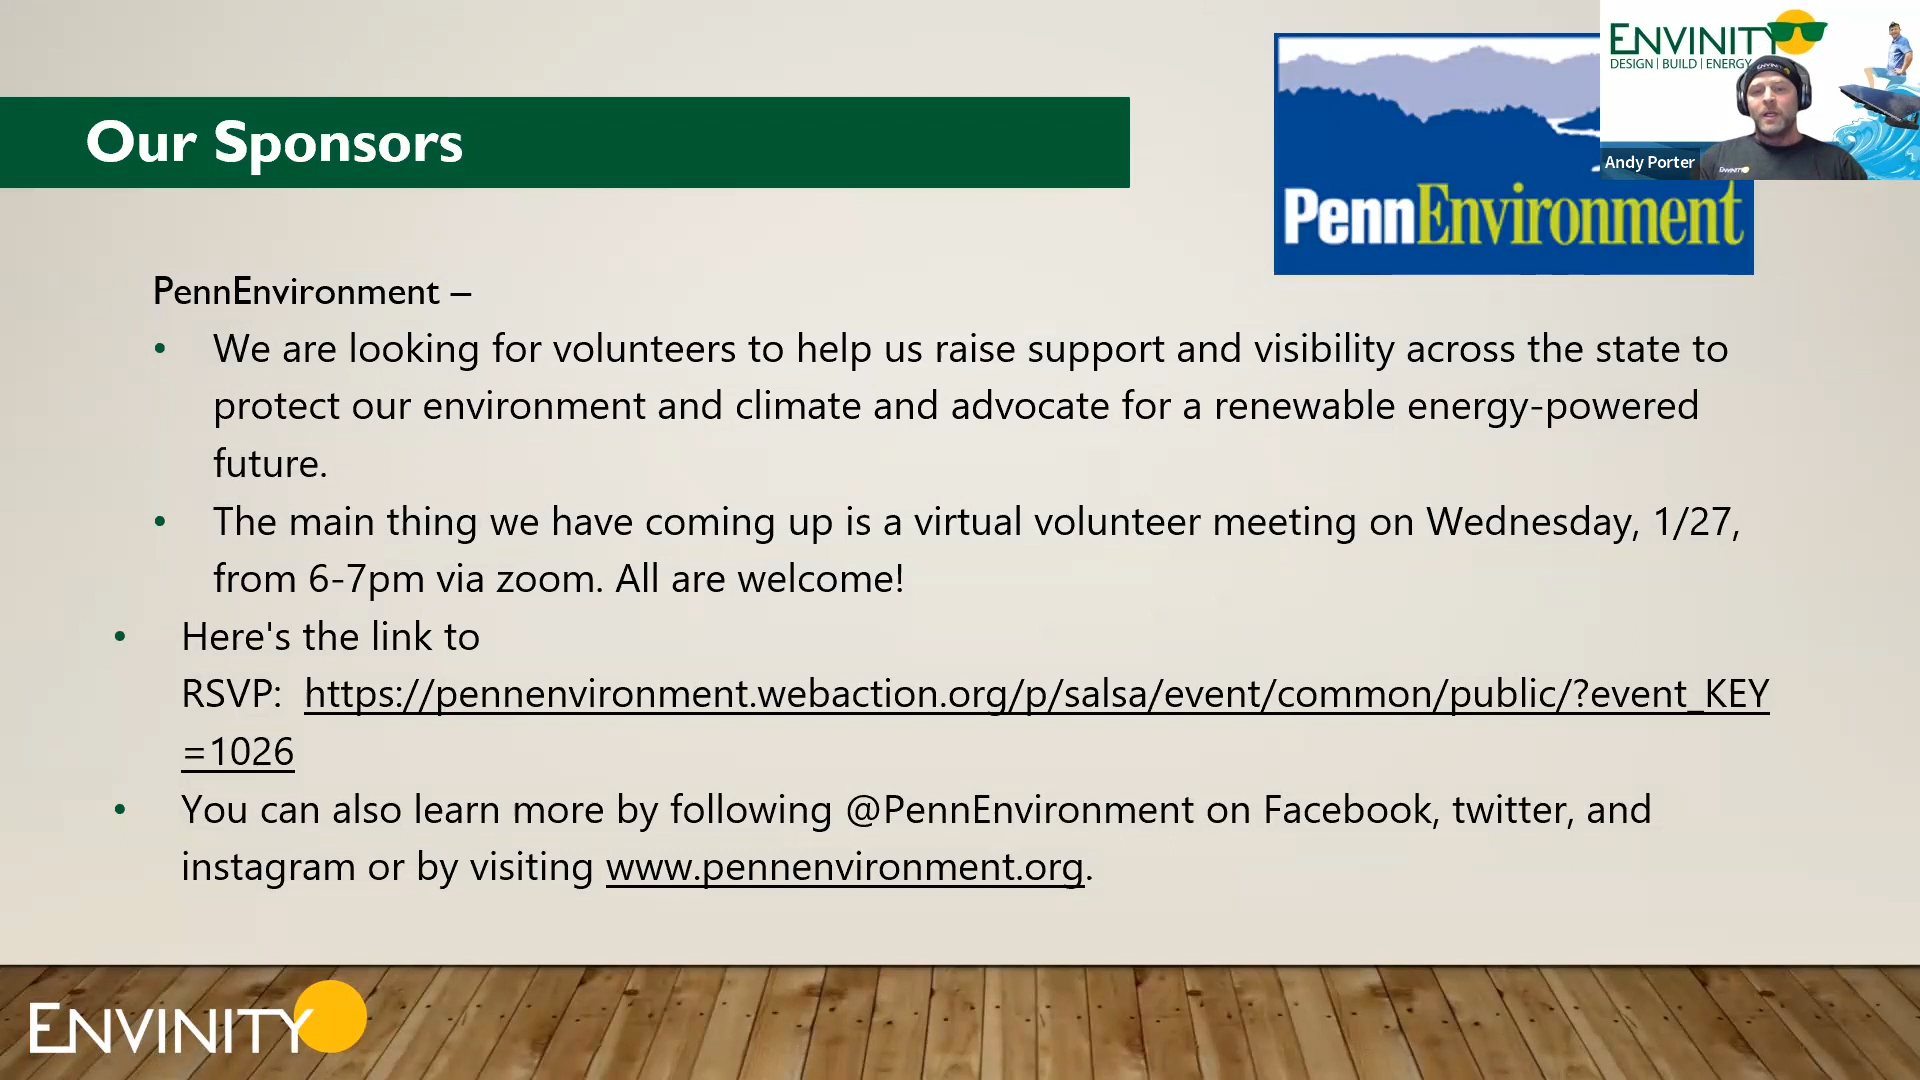 Our Sponsors
PennEnvironment
ENVINITY
DESIGN | BUILD | ENERGY
ENVINITY
Andy Porter
PennEnvironment –
• We are looking for volunteers to help us raise support and visibility across the state to
protect our environment and climate and advocate for a renewable energy-powered
future.
• The main thing we have coming up is a virtual volunteer meeting on Wednesday, 1/27,
from 6-7pm via zoom. All are welcome!
• Here's the link to
RSVP: https://pennenvironment.webaction.org/p/salsa/event/common/public/?event_KEY
=1026
• You can also learn more by following @PennEnvironment on Facebook, twitter, and
instagram or by visiting www.pennenvironment.org.
ENVINITY